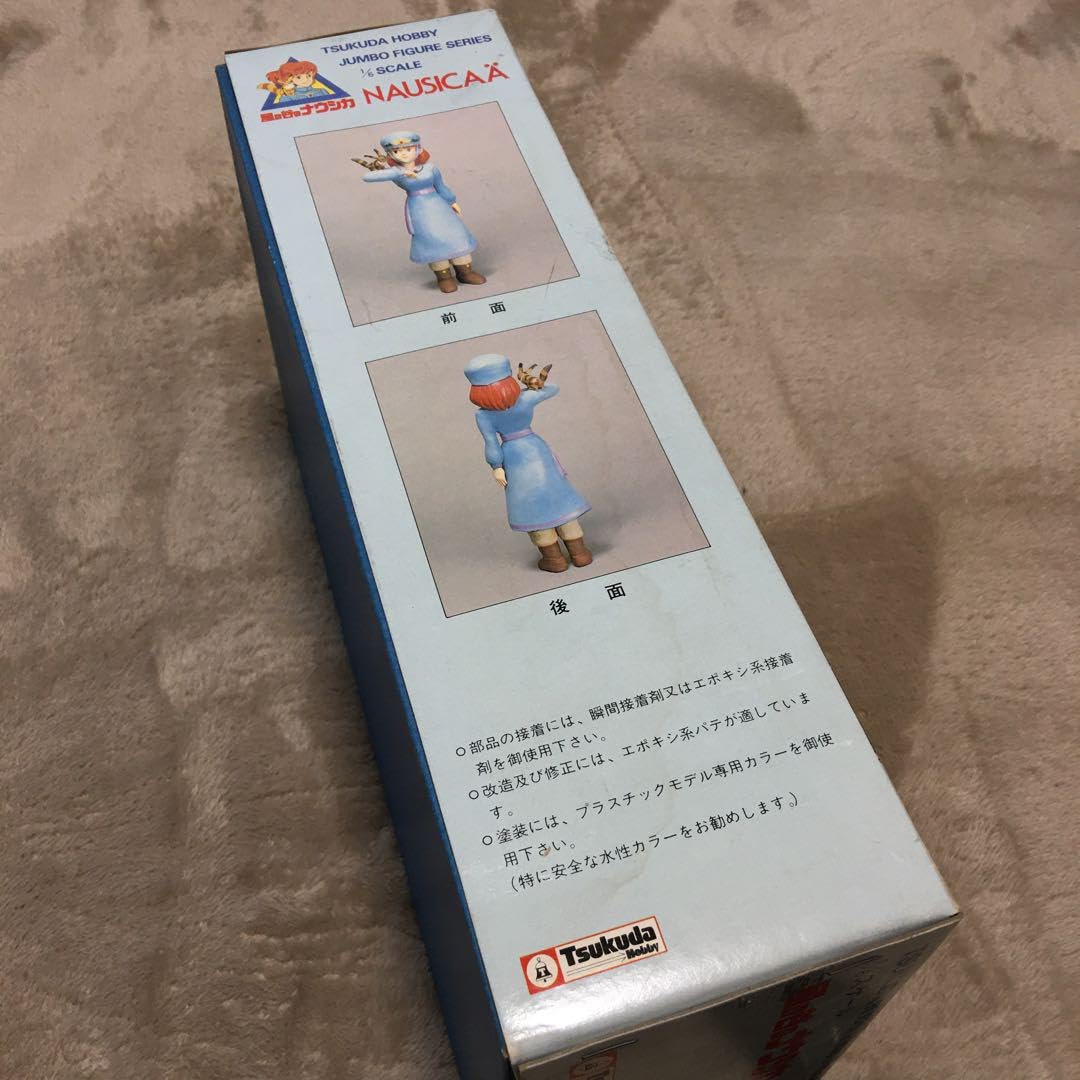 TSUKUDA HOBBY
JUMBO FIGURE SERIES
1/6 SCALE
NAUSICAÄ
風の谷のナウシカ
前 面
後 面
○部品の接着には、瞬間接着剤又はエポキシ系接着
剤を御使用下さい。
○改造及び修正には、エポキシ系パテが適していま
す。
○塗装には、プラスチックモデル専用カラーを御使
用下さい。
(特に安全な水性カラーをお勧めします。)
Tsukuda
Hobby